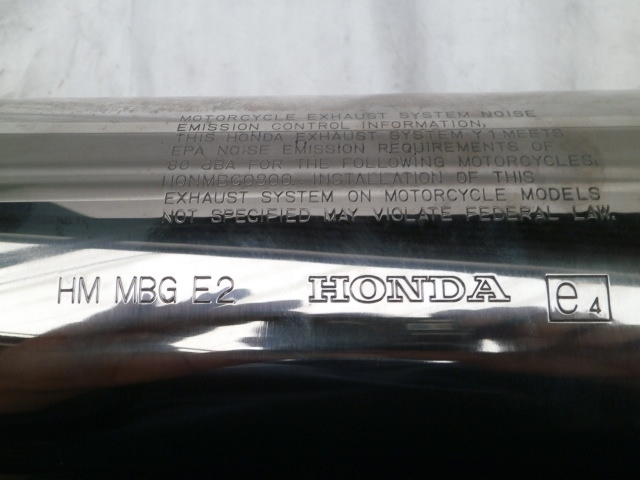 MOTORCYCLE EXHAUST SYSTEM NOISE
EMISSION CONTROL INFORMATION.
THIS HONDA EXHAUST SYSTEM Y.1 MEETS
EPA NOISE EMISSION REQUIREMENTS OF
80 DBA FOR THE FOLLOWING MOTORCYCLES.
INSTALLATION OF THIS
EXHAUST SYSTEM ON MOTORCYCLE MODELS
NOT SPECIFIED MAY VIOLATE FEDERAL LAW.
HM MBG E2 HONDA e4